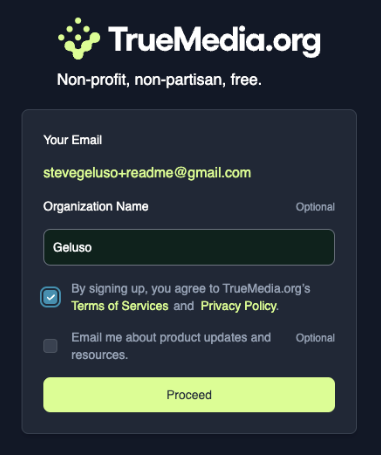 TrueMedia.org
Non-profit, non-partisan, free.
Your Email
stevegeluso+readme@gmail.com
Organization Name Optional
Geluso
By signing up, you agree to TrueMedia.org's
Terms of Services and Privacy Policy.
Email me about product updates and Optional
resources.
Proceed